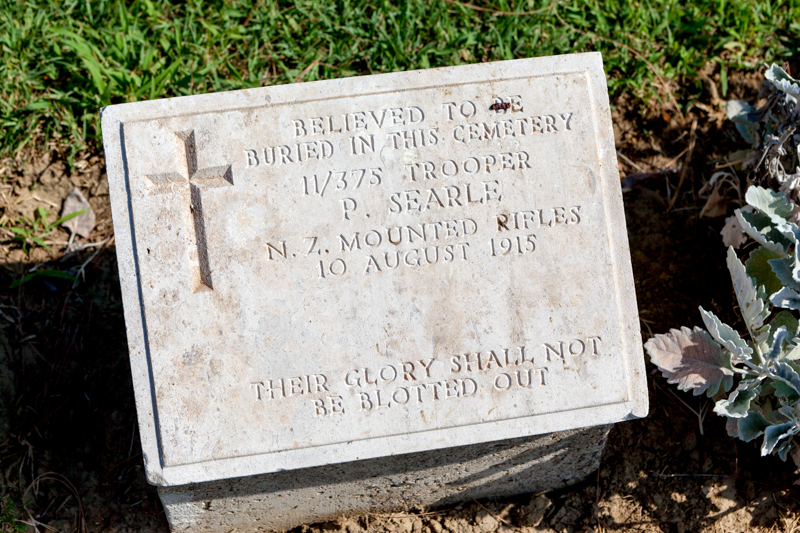 BELIEVED TO BE
BURIED IN THIS CEMETERY
11/375 TROOPER
P. SEARLE
N. Z. MOUNTED RIFLES
10 AUGUST 1915
THEIR GLORY SHALL NOT
BE BLOTTED OUT